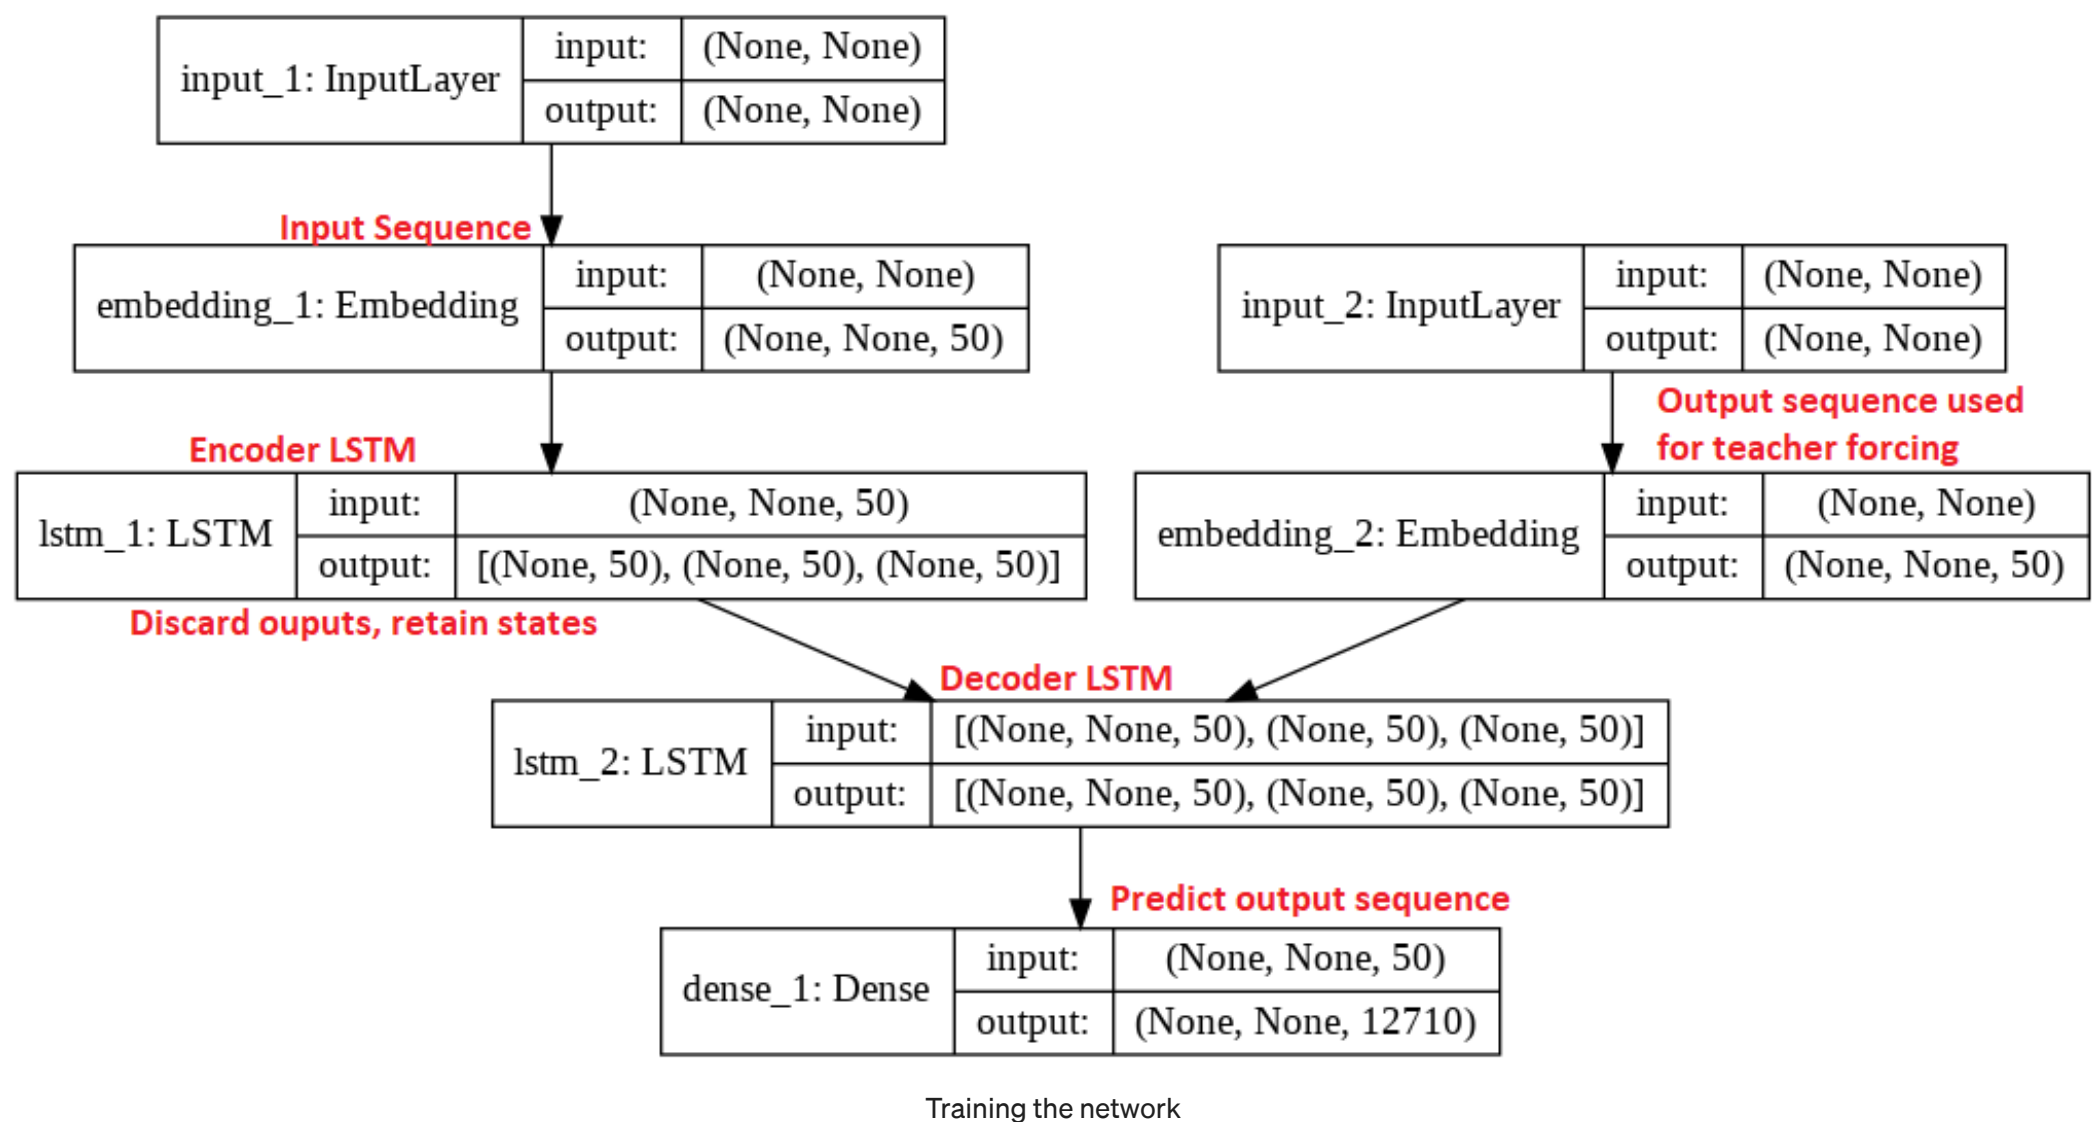 input_1: InputLayer
input: (None, None)
output: (None, None)
Input Sequence
embedding_1: Embedding
input: (None, None)
output: (None, None, 50)
input_2: InputLayer
input: (None, None)
output: (None, None)
Output sequence used
for teacher forcing
Encoder LSTM
lstm_1: LSTM
input: (None, None, 50)
output: [(None, 50), (None, 50), (None, 50)]
Discard ouputs, retain states
embedding_2: Embedding
input: (None, None)
output: (None, None, 50)
Decoder LSTM
lstm_2: LSTM
input: [(None, None, 50), (None, 50), (None, 50)]
output: [(None, None, 50), (None, 50), (None, 50)]
Predict output sequence
dense_1: Dense
input: (None, None, 50)
output: (None, None, 12710)
Training the network